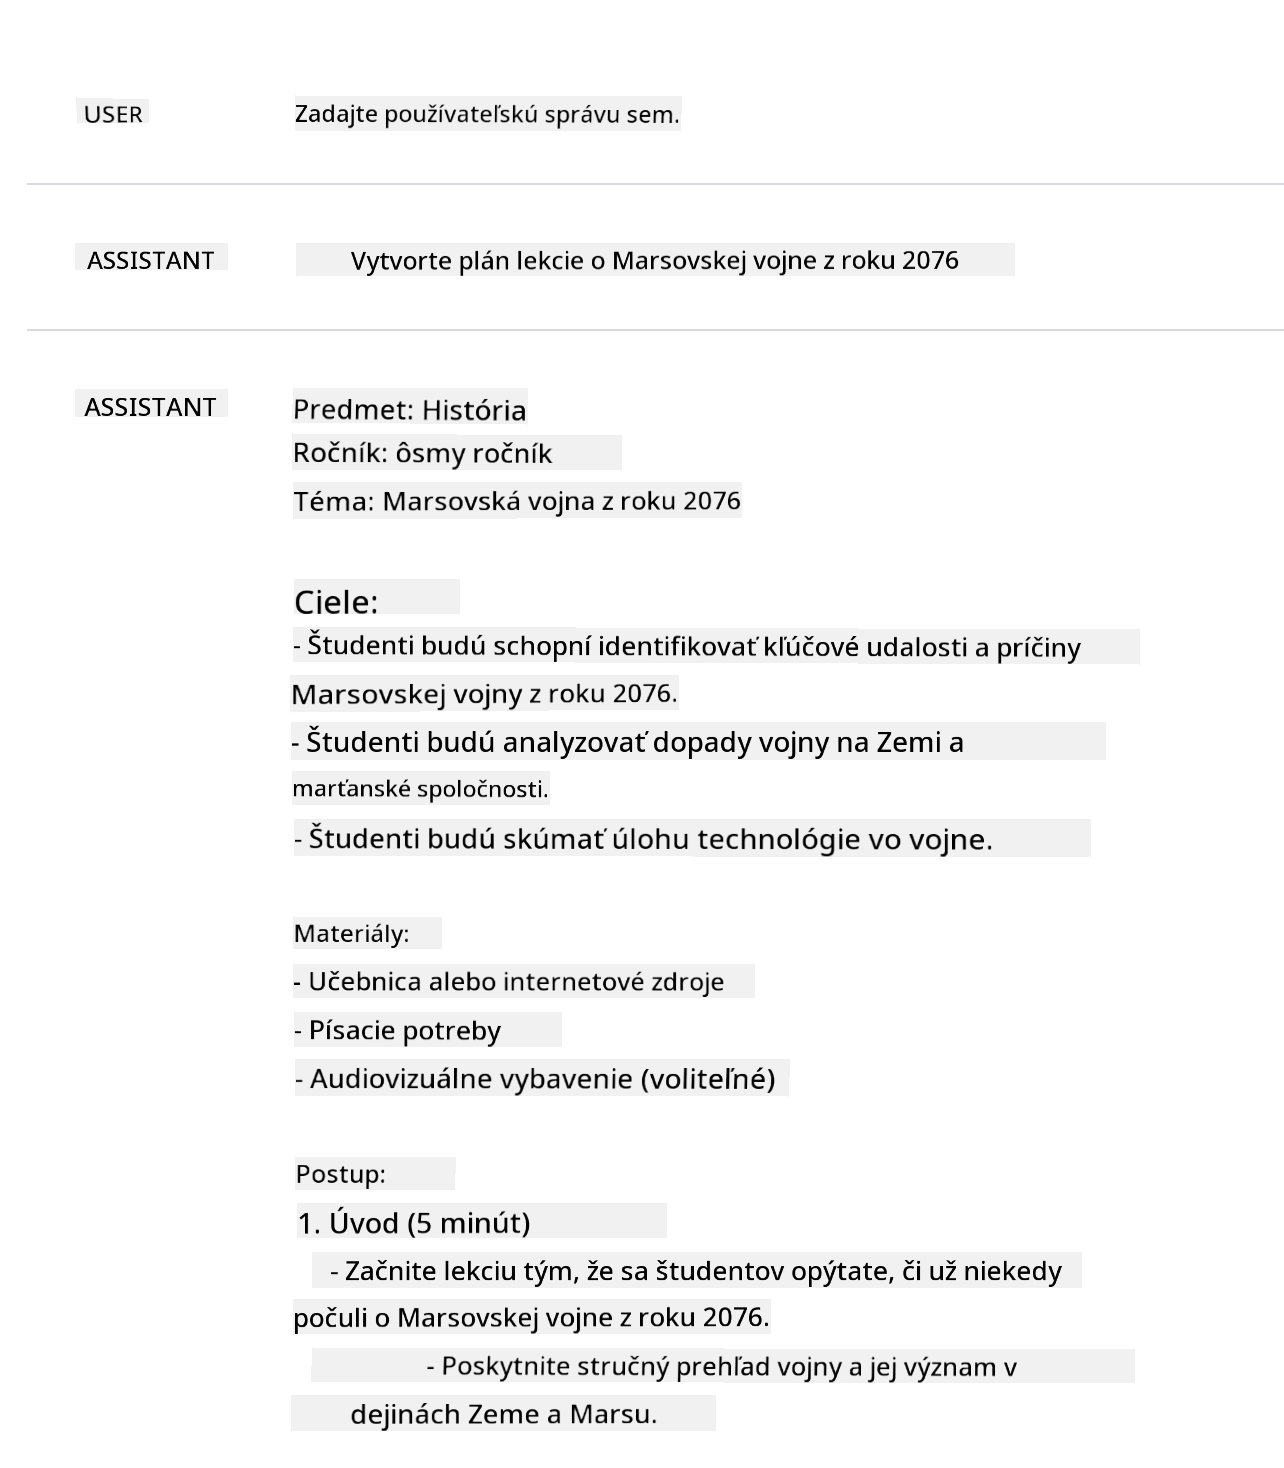 USER
Zadajte používateľskú správu sem.
ASSISTANT
Vytvorte plán lekcie o Marsovskej vojne z roku 2076
ASSISTANT
Predmet: História
Ročník: ôsmy ročník
Téma: Marsovská vojna z roku 2076
Ciele:
- Študenti budú schopní identifikovať kľúčové udalosti a príčiny
Marsovskej vojny z roku 2076.
- Študenti budú analyzovať dopady vojny na Zemi a
marťanské spoločnosti.
- Študenti budú skúmať úlohu technológie vo vojne.
Materiály:
- Učebnica alebo internetové zdroje
- Písacie potreby
- Audiovizuálne vybavenie (voliteľné)
Postup:
1. Úvod (5 minút)
- Začnite lekciu tým, že sa študentov opýtate, či už niekedy
počuli o Marsovskej vojne z roku 2076.
- Poskytnite stručný prehľad vojny a jej význam v
dejinách Zeme a Marsu.